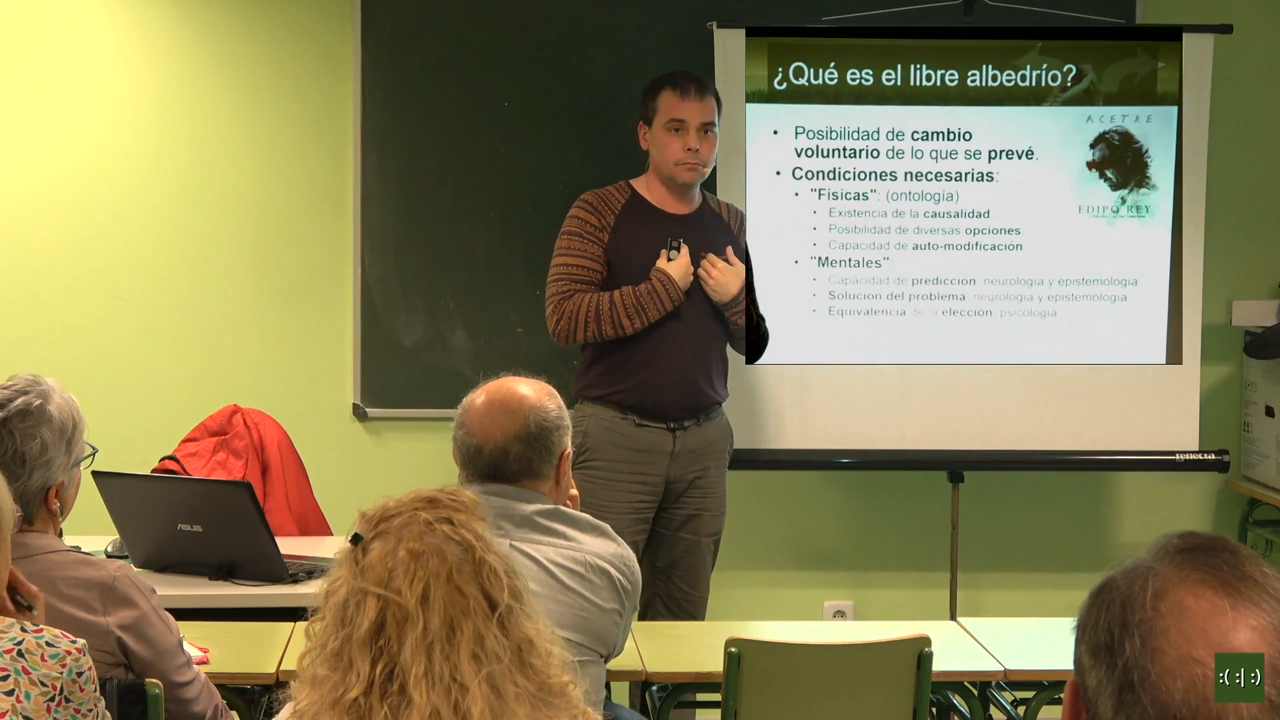 ¿Qué es el libre albedrío?
• Posibilidad de cambio
voluntario de lo que se prevé.
• Condiciones necesarias:
• "Físicas": (ontología)
• Existencia de la causalidad
• Posibilidad de diversas opciones
• Capacidad de auto-modificación
• "Mentales":
• Capacidad de predicción neurología y epistemología
• Solución del problema neurología y epistemología
• Equivalencia de la elección psicología
ACETRE
EDIPO REY
reflecta
ASUS
:( :| :)